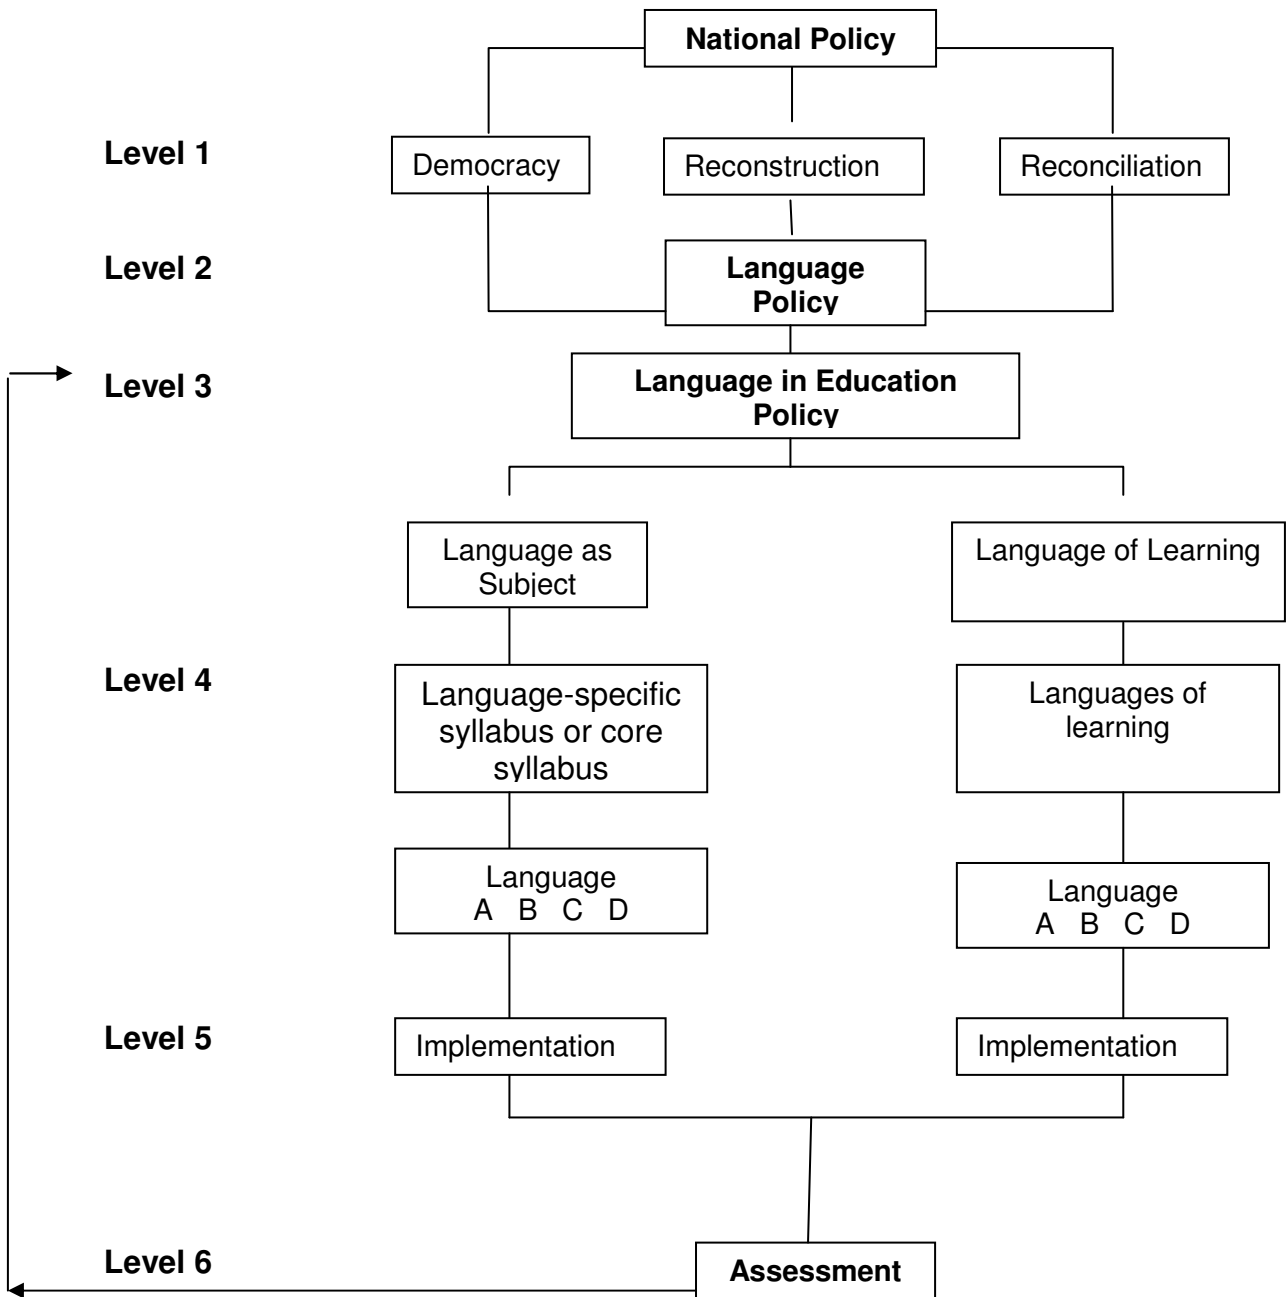 National Policy
Level 1
Democracy
Reconstruction
Reconciliation
Level 2
Language
Policy
Level 3
Language in Education
Policy
Language as
Subject
Language of Learning
Level 4
Language-specific
syllabus or core
syllabus
Languages of
learning
Language
A B C D
Language
A B C D
Level 5
Implementation
Implementation
Level 6
Assessment